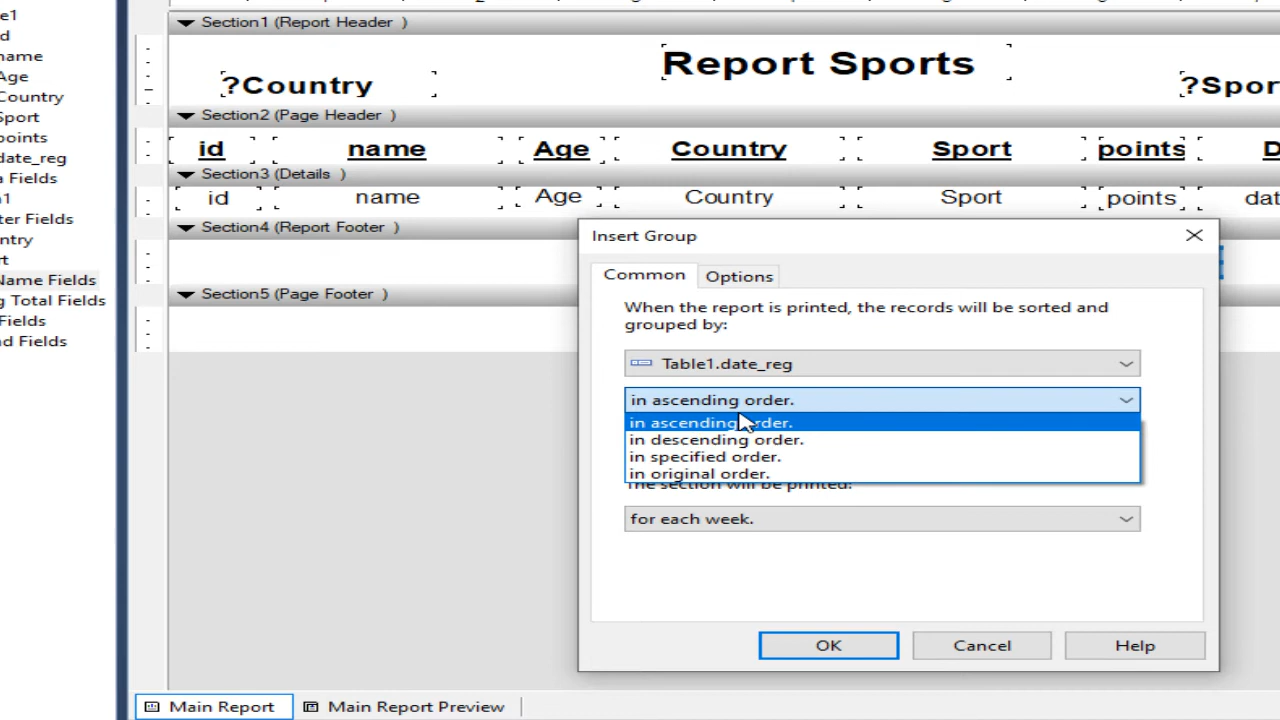 e1
d
name
Age
Country
Sport
points
date_reg
Fields
1
ter Fields
ntry
rt
Name Fields
g Total Fields
Fields
d Fields
Section1 (Report Header )
Report Sports
?Country
?Spor
Section2 (Page Header )
id name Age Country Sport points D
Section3 (Details )
id name Age Country Sport points dat
Section4 (Report Footer )
Section5 (Page Footer )
Insert Group
Common Options
When the report is printed, the records will be sorted and
grouped by:
Table1.date_reg
in ascending order.
in ascending order.
in descending order.
in specified order.
in original order.
The section will be printed:
for each week.
OK Cancel Help
Main Report Main Report Preview